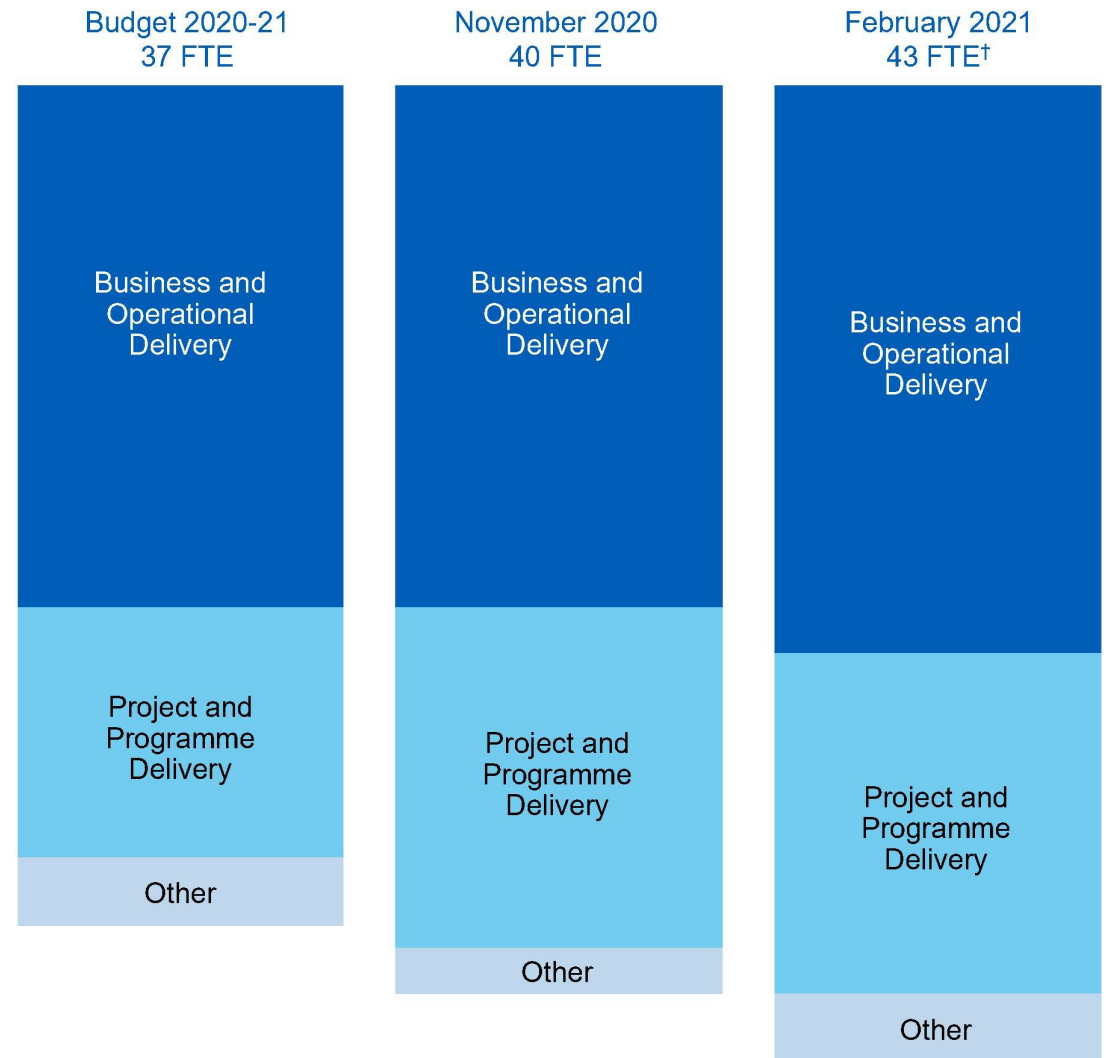 Budget 2020-21
37 FTE
Business and
Operational
Delivery
Project and
Programme
Delivery
Other
November 2020
40 FTE
Business and
Operational
Delivery
Project and
Programme
Delivery
Other
February 2021
43 FTE†
Business and
Operational
Delivery
Project and
Programme
Delivery
Other